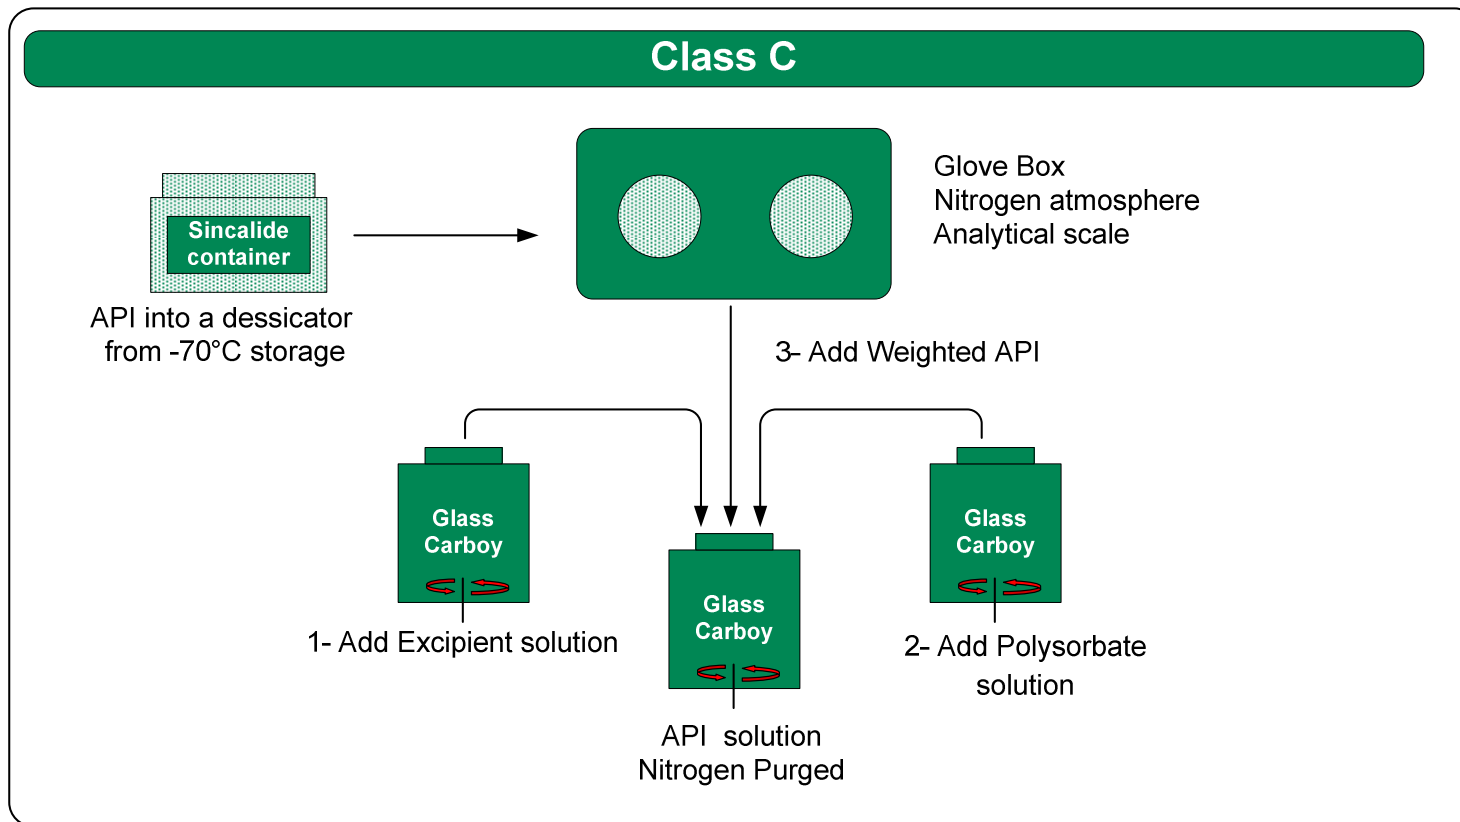 Class C
Sincalide
container
API into a dessicator
from -70°C storage
Glove Box
Nitrogen atmosphere
Analytical scale
3- Add Weighted API
Glass
Carboy
1- Add Excipient solution
Glass
Carboy
API solution
Nitrogen Purged
Glass
Carboy
2- Add Polysorbate
solution